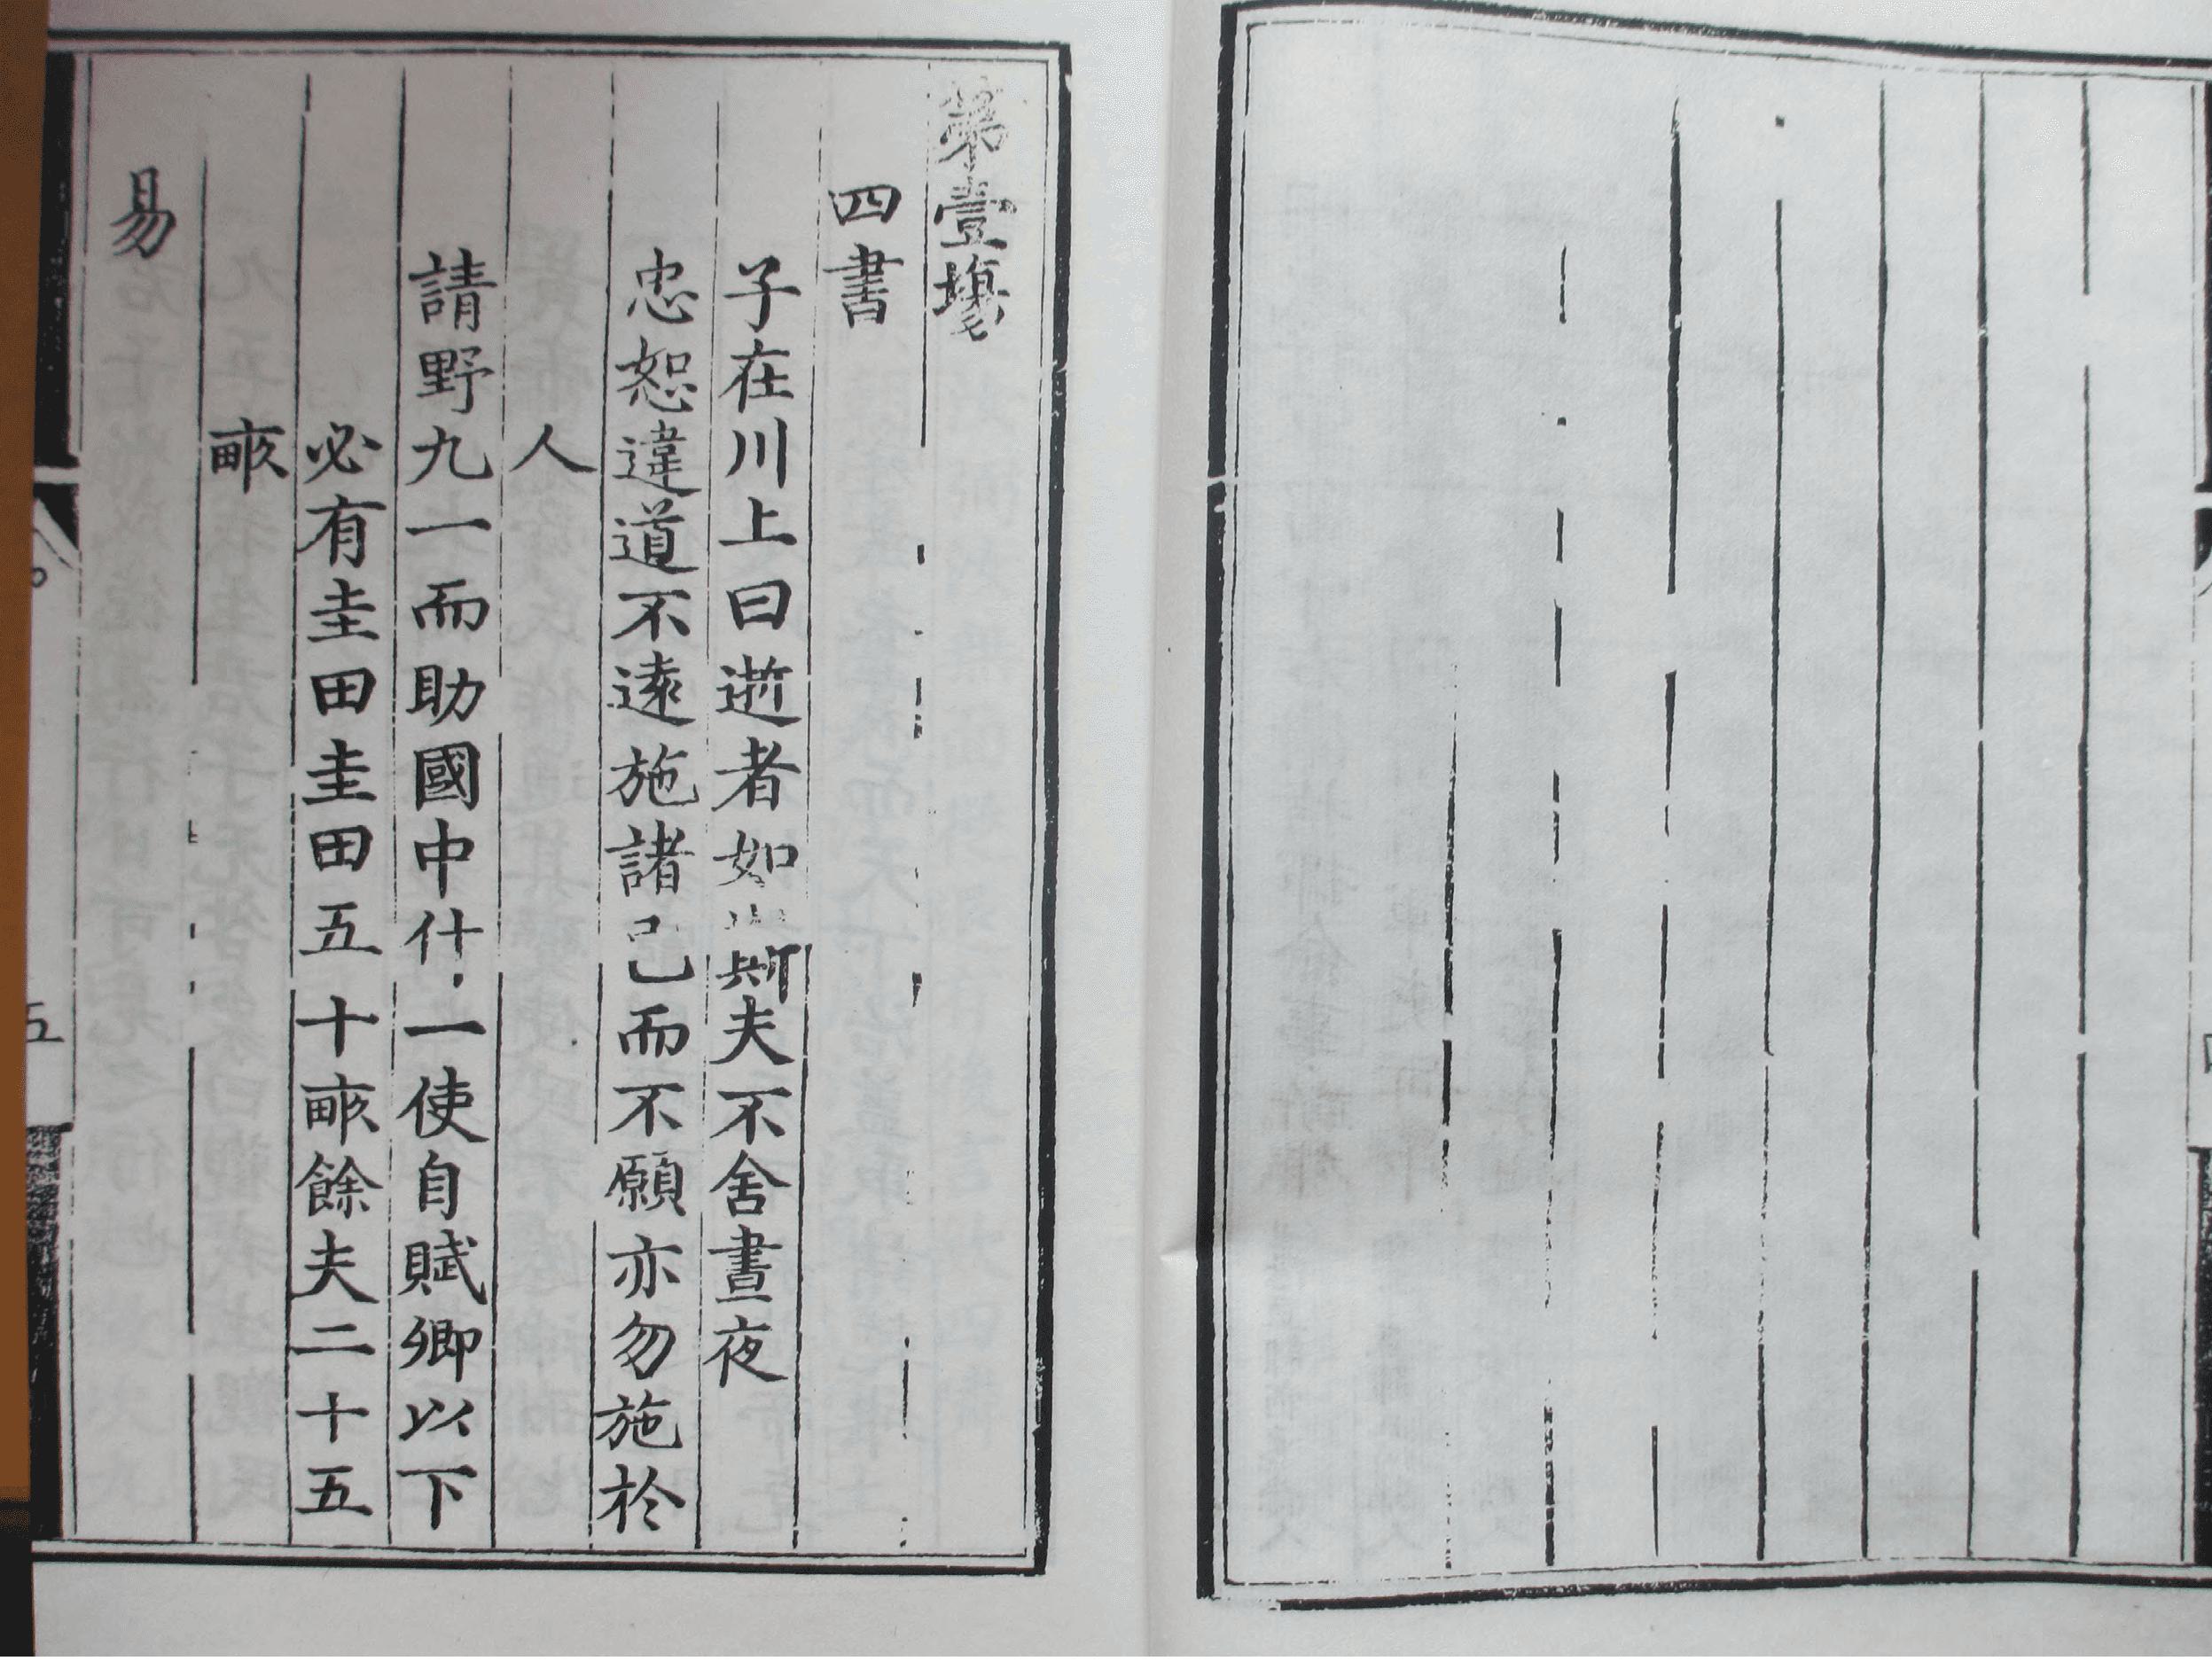 第壹場
四書
子在川上曰逝者如斯夫不舍晝夜
忠恕違道不遠施諸己而不願亦勿施於
人
請野九一而助國中什一使自賦卿以下
必有圭田圭田五十畝餘夫二十五
畝
易
五